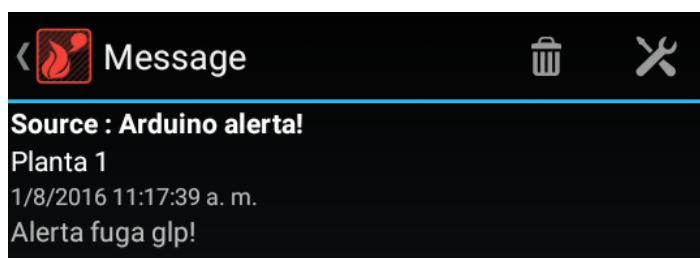 Message
Source : Arduino alerta!
Planta 1
1/8/2016 11:17:39 a. m.
Alerta fuga glp!